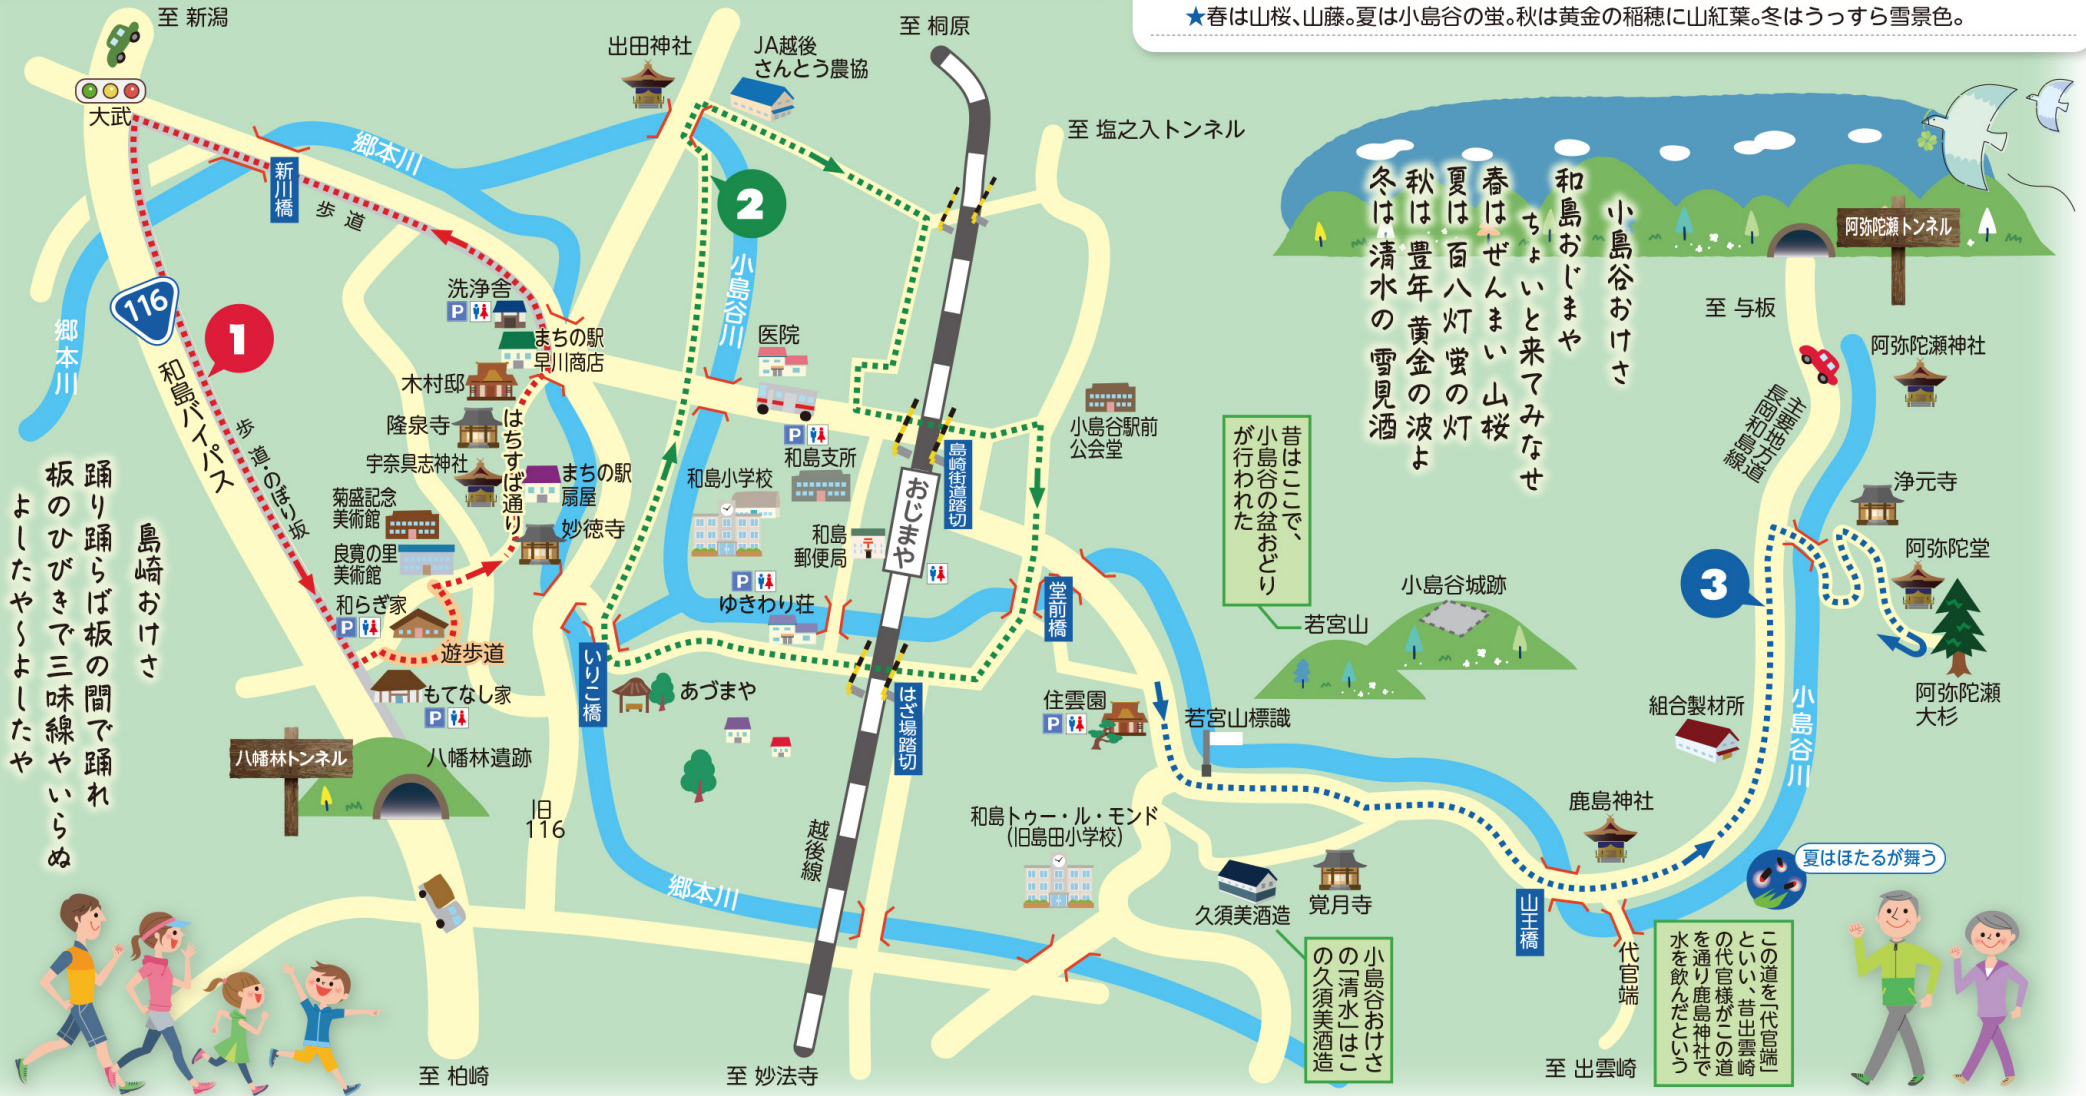 ★春は山桜、山藤。夏は小島谷の蛍。秋は黄金の稲穂に山紅葉。冬はうっすら雪景色。
至 新潟
大武
新川橋
郷本川
歩道
116
郷本川
1
和島バイパス
歩道・のぼり坂
洗浄舎
P
まちの駅
早川商店
木村邸
隆泉寺
はちすば通り
宇奈具志神社
まちの駅
扇屋
菊盛記念
美術館
妙徳寺
良寛の里
美術館
和らぎ家
P
遊歩道
もてなし家
P
八幡林トンネル
八幡林遺跡
旧
116
至 柏崎
島崎おけさ
踊り踊らば板の間で踊れ
板のひびきで三味線やいらぬ
よしたや～よしたや
出田神社
JA越後
さんとう農協
至 桐原
至 塩之入トンネル
2
小島谷川
医院
P
和島支所
和島小学校
和島
郵便局
おじまや
島崎街道踏切
小島谷駅前
公会堂
P
ゆきわり荘
堂前橋
いりこ橋
あづまや
はざ場踏切
越後線
郷本川
至 妙法寺
住雲園
P
若宮山標識
和島トゥー・ル・モンド
(旧島田小学校)
久須美酒造
覚月寺
小島谷おけさ
の「清水」はこ
の久須美酒造
昔はここで、
小島谷の盆おどり
が行われた
若宮山
小島谷城跡
小島谷おけさ
和島おじまや
ちょいと来てみなせ
春はぜんまい 山桜
夏は 百八灯 蛍の灯
秋は 豊年 黄金の波よ
冬は 清水の 雪見酒
阿弥陀瀬トンネル
至 与板
阿弥陀瀬神社
主要地方道
長岡和島線
浄元寺
阿弥陀堂
3
阿弥陀瀬
大杉
組合製材所
小島谷川
鹿島神社
夏はほたるが舞う
山王橋
代官端
至 出雲崎
この道を「代官端」
といい、昔出雲崎
の代官様がこの道
を通り鹿島神社で
水を飲んだという